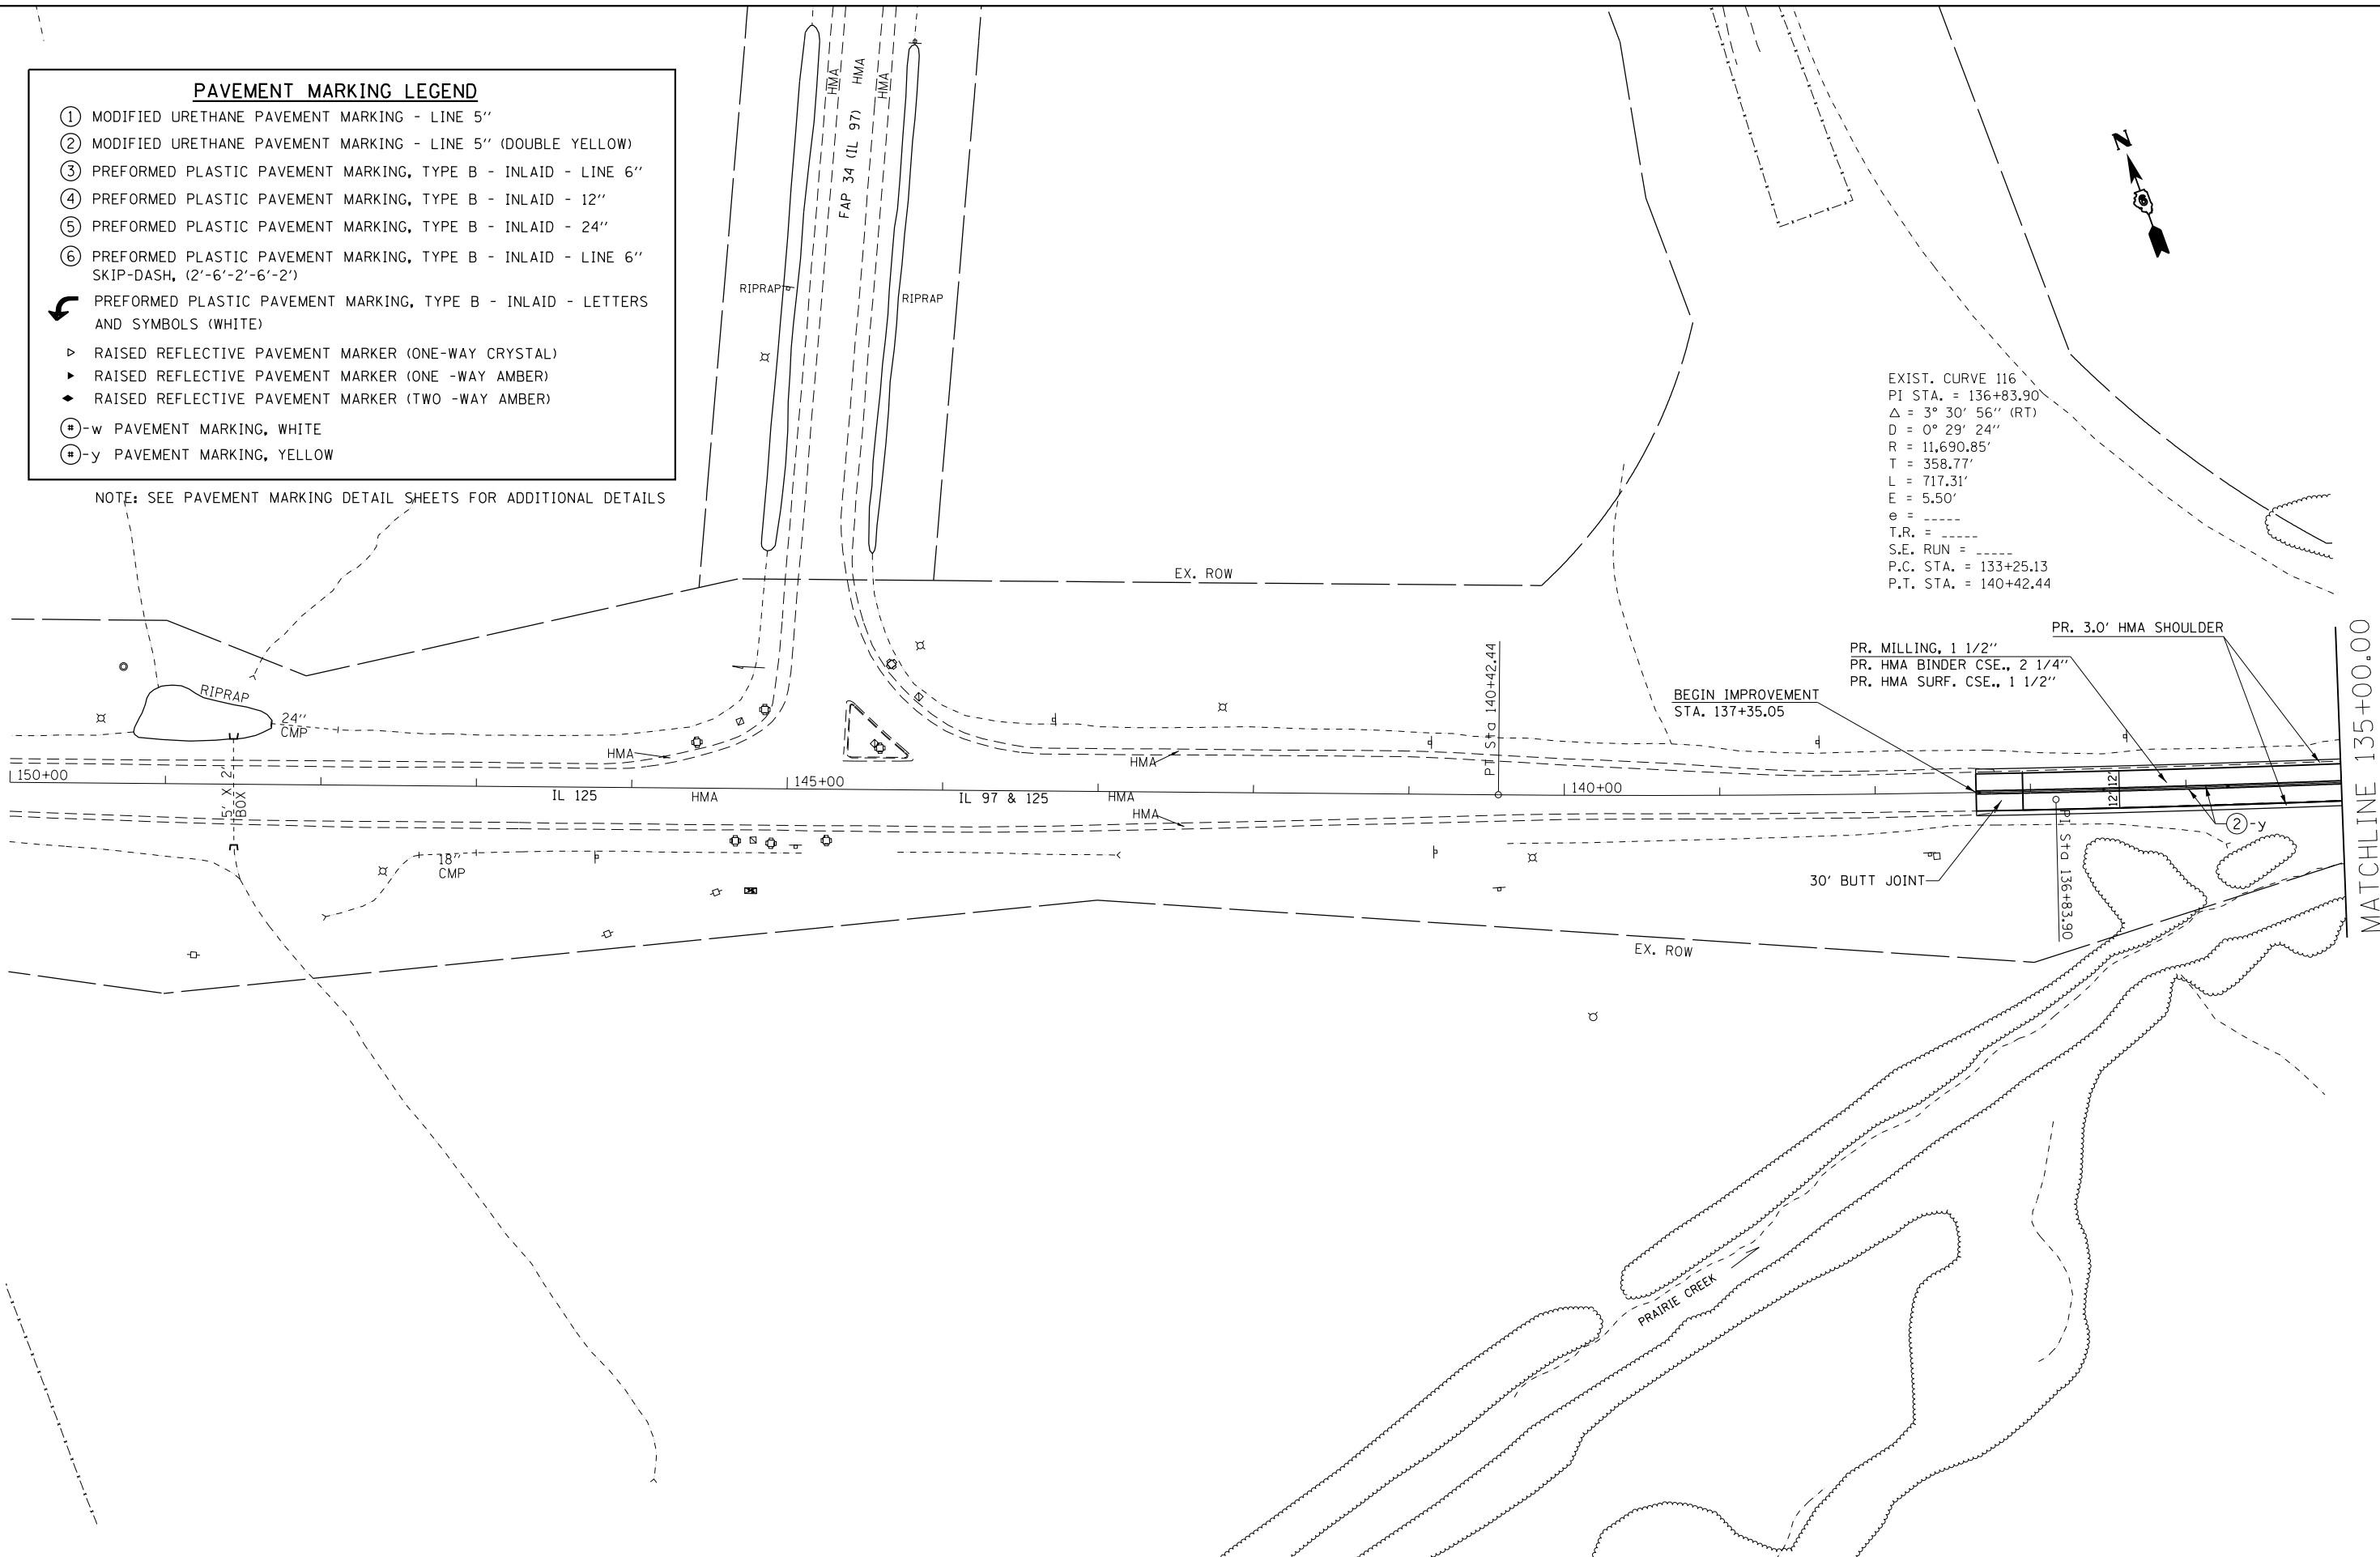 PAVEMENT MARKING LEGEND
1 MODIFIED URETHANE PAVEMENT MARKING - LINE 5''
2 MODIFIED URETHANE PAVEMENT MARKING - LINE 5'' (DOUBLE YELLOW)
3 PREFORMED PLASTIC PAVEMENT MARKING, TYPE B - INLAID - LINE 6''
4 PREFORMED PLASTIC PAVEMENT MARKING, TYPE B - INLAID - 12''
5 PREFORMED PLASTIC PAVEMENT MARKING, TYPE B - INLAID - 24''
6 PREFORMED PLASTIC PAVEMENT MARKING, TYPE B - INLAID - LINE 6''
SKIP-DASH, (2'-6'-2'-6'-2')
PREFORMED PLASTIC PAVEMENT MARKING, TYPE B - INLAID - LETTERS
AND SYMBOLS (WHITE)
RAISED REFLECTIVE PAVEMENT MARKER (ONE-WAY CRYSTAL)
RAISED REFLECTIVE PAVEMENT MARKER (ONE -WAY AMBER)
RAISED REFLECTIVE PAVEMENT MARKER (TWO -WAY AMBER)
#-w PAVEMENT MARKING, WHITE
#-y PAVEMENT MARKING, YELLOW
NOTE: SEE PAVEMENT MARKING DETAIL SHEETS FOR ADDITIONAL DETAILS
HMA
HMA
HMA
FAP 34 (IL 97)
RIPRAP
RIPRAP
N
6
EXIST. CURVE 116
PI STA. = 136+83.90
Δ = 3° 30' 56'' (RT)
D = 0° 29' 24''
R = 11,690.85'
T = 358.77'
L = 717.31'
E = 5.50'
e = _____
T.R. = _____
S.E. RUN = _____
P.C. STA. = 133+25.13
P.T. STA. = 140+42.44
EX. ROW
PR. 3.0' HMA SHOULDER
PR. MILLING, 1 1/2''
PR. HMA BINDER CSE., 2 1/4''
PR. HMA SURF. CSE., 1 1/2''
BEGIN IMPROVEMENT
STA. 137+35.05
MATCHLINE 135+00.00
PT Sta 140+42.44
RIPRAP
24''
CMP
HMA
HMA
150+00
145+00
140+00
5' X 2'
BOX
IL 125
HMA
IL 97 & 125
HMA
HMA
12'
12'
2-y
PI Sta 136+83.90
18''
CMP
30' BUTT JOINT
EX. ROW
PRAIRIE CREEK